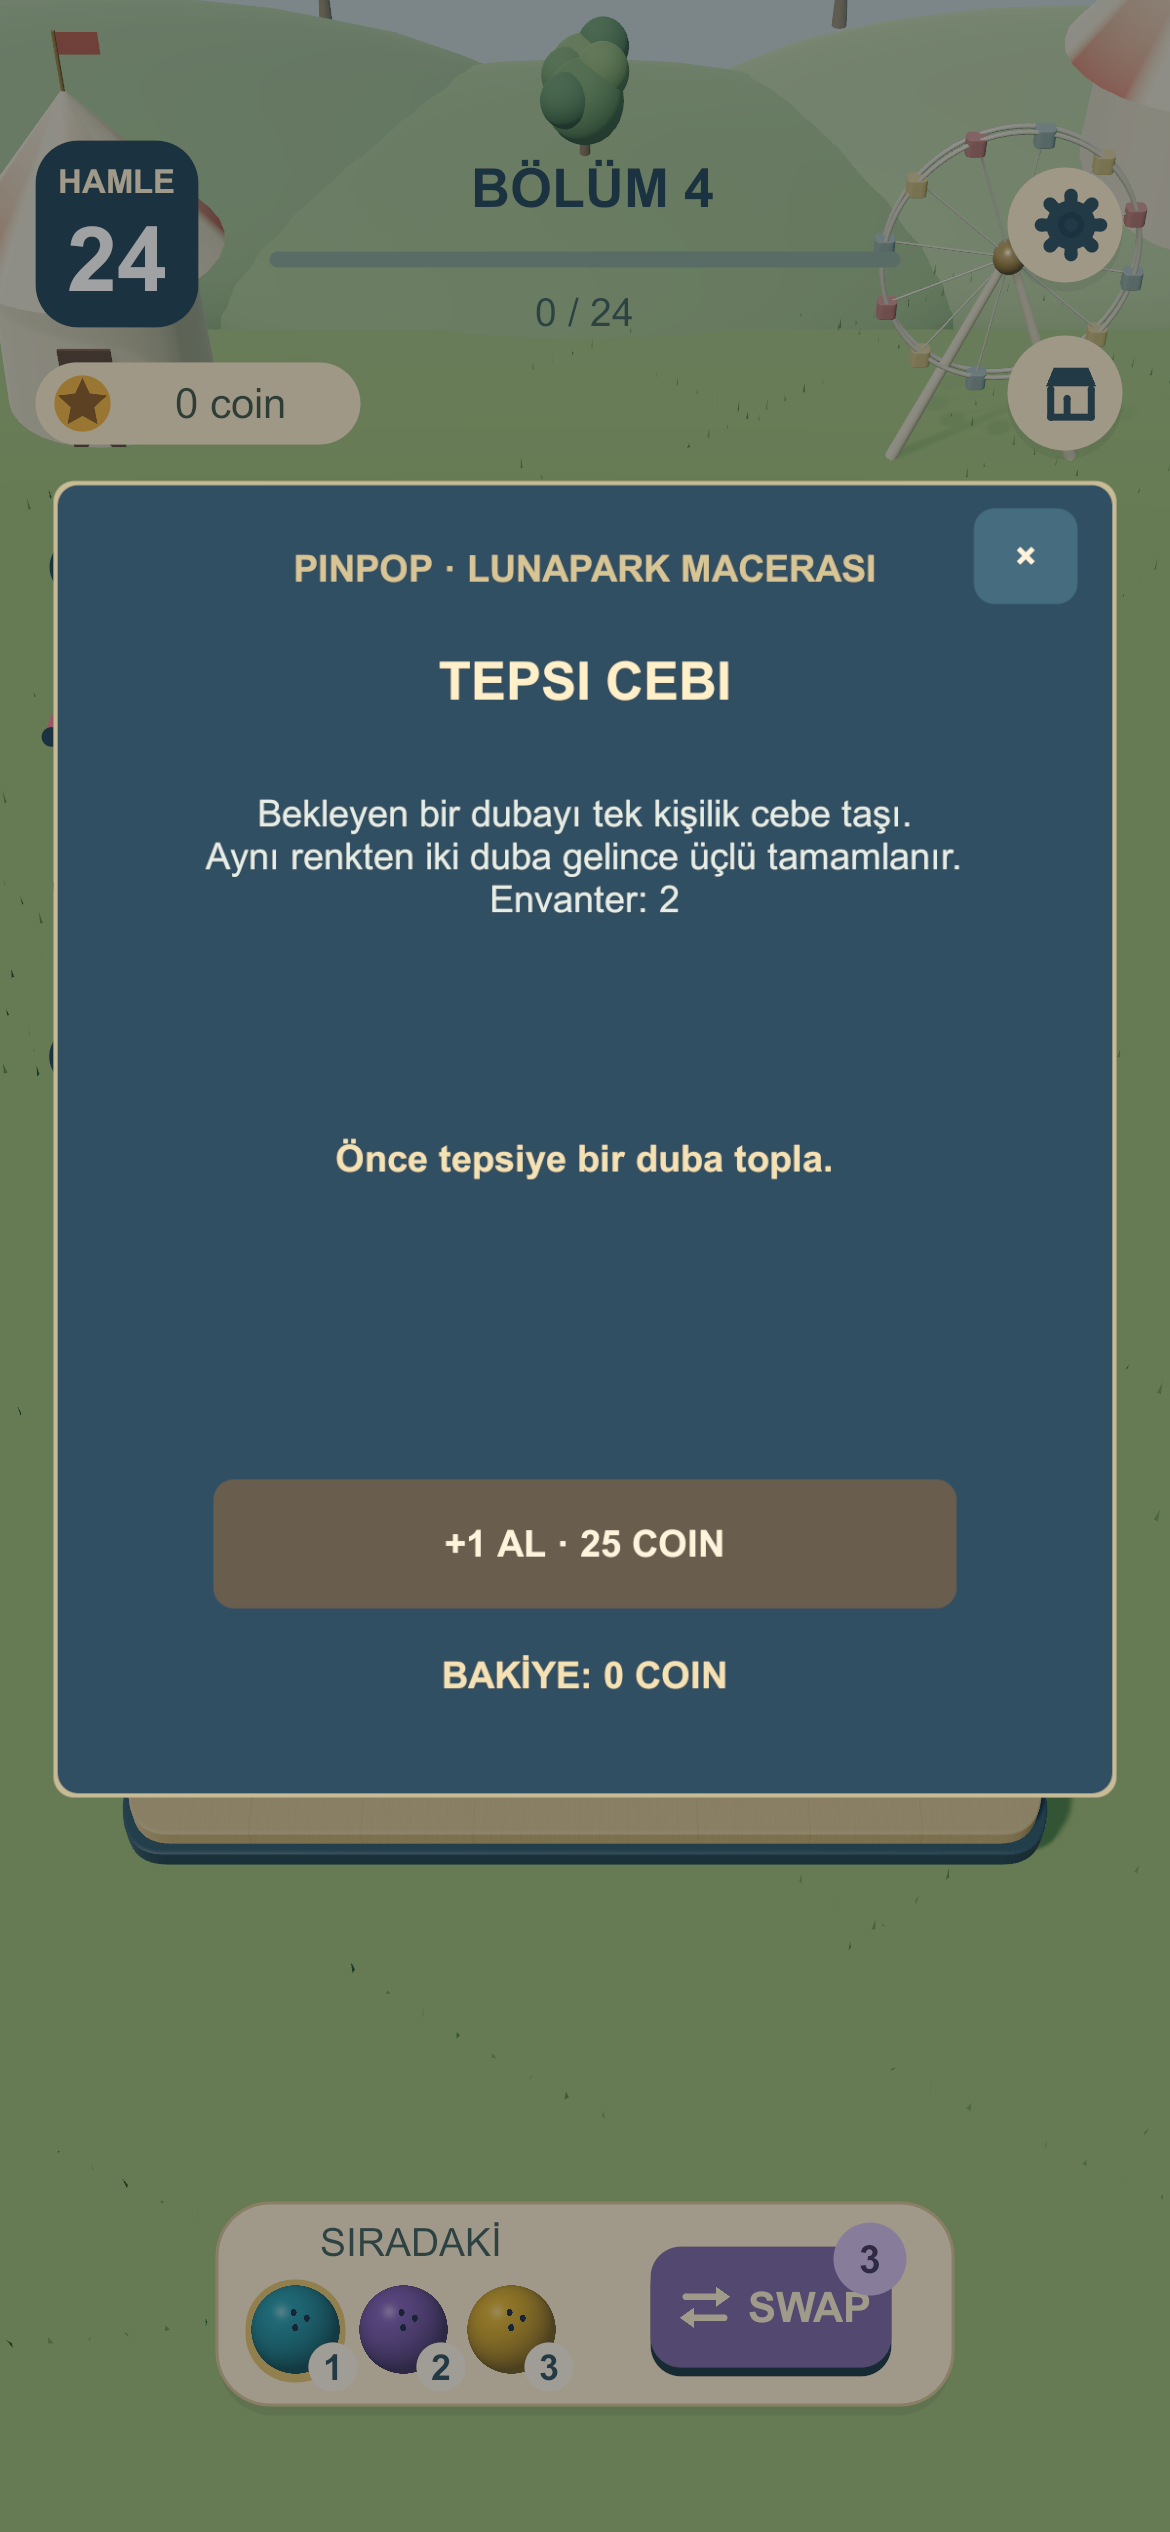 HAMLE
24
BÖLÜM 4
0 / 24
0 coin
PINPOP · LUNAPARK MACERASI
×
TEPSI CEBI
Bekleyen bir dubayı tek kişilik cebe taşı.
Aynı renkten iki duba gelince üçlü tamamlanır.
Envanter: 2
Önce tepsiye bir duba topla.
+1 AL · 25 COIN
BAKİYE: 0 COIN
SIRADAKİ
1
2
3
SWAP
3